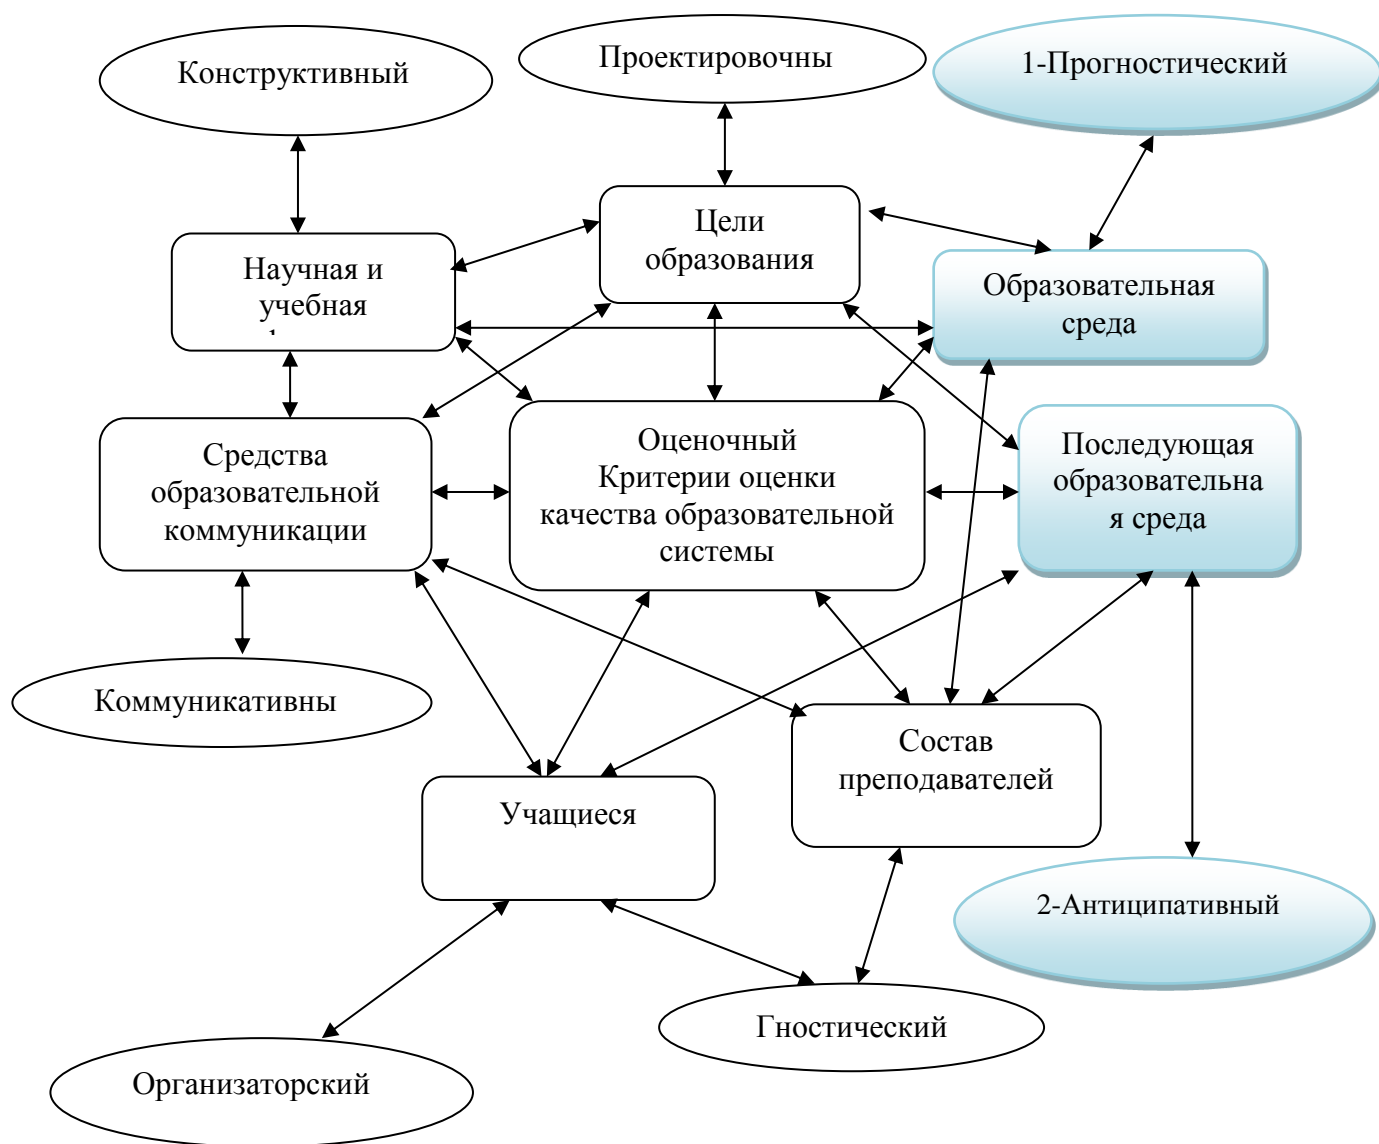 Конструктивный
Проектировочны
1-Прогностический
Цели
образования
Научная и
учебная
Образовательная
среда
Средства
образовательной
коммуникации
Оценочный
Критерии оценки
качества образовательной
системы
Последующая
образовательна
я среда
Коммуникативны
Состав
преподавателей
Учащиеся
2-Антиципативный
Гностический
Организаторский